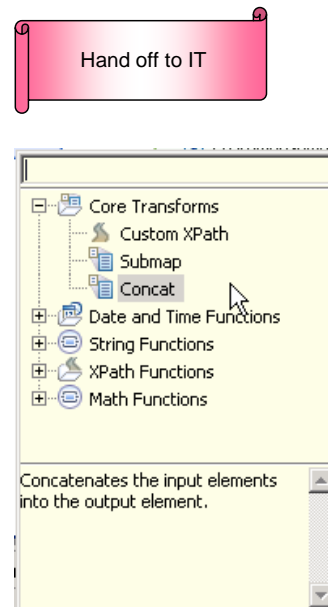 Hand off to IT
Core Transforms
Custom XPath
Submap
Concat
Date and Time Functions
String Functions
XPath Functions
Math Functions
Concatenates the input elements
into the output element.